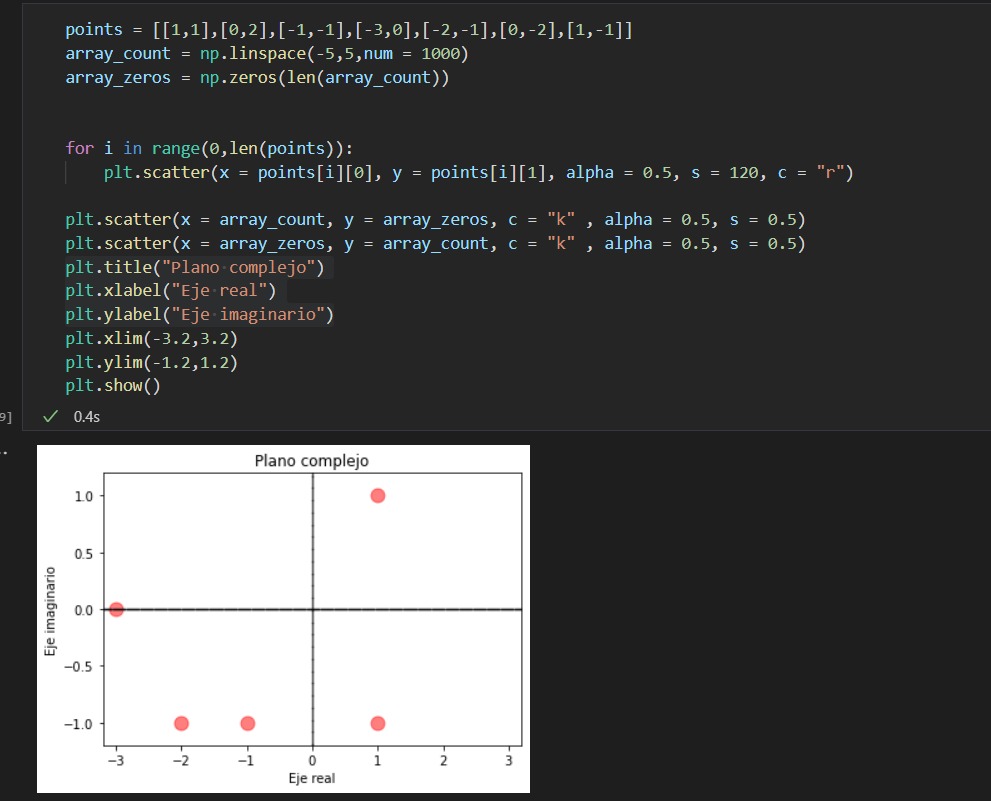 points = [[1,1],[0,2],[-1,-1],[-3,0],[-2,-1],[0,-2],[1,-1]]
array_count = np.linspace(-5,5,num = 1000)
array_zeros = np.zeros(len(array_count))
for i in range(0,len(points)):
    plt.scatter(x = points[i][0], y = points[i][1], alpha = 0.5, s = 120, c = "r")
plt.scatter(x = array_count, y = array_zeros, c = "k" , alpha = 0.5, s = 0.5)
plt.scatter(x = array_zeros, y = array_count, c = "k" , alpha = 0.5, s = 0.5)
plt.title("Plano complejo")
plt.xlabel("Eje real")
plt.ylabel("Eje imaginario")
plt.xlim(-3.2,3.2)
plt.ylim(-1.2,1.2)
plt.show()
9]
✓ 0.4s
Plano complejo
Eje imaginario
1.0
0.5
0.0
−0.5
−1.0
−3 −2 −1 0 1 2 3
Eje real